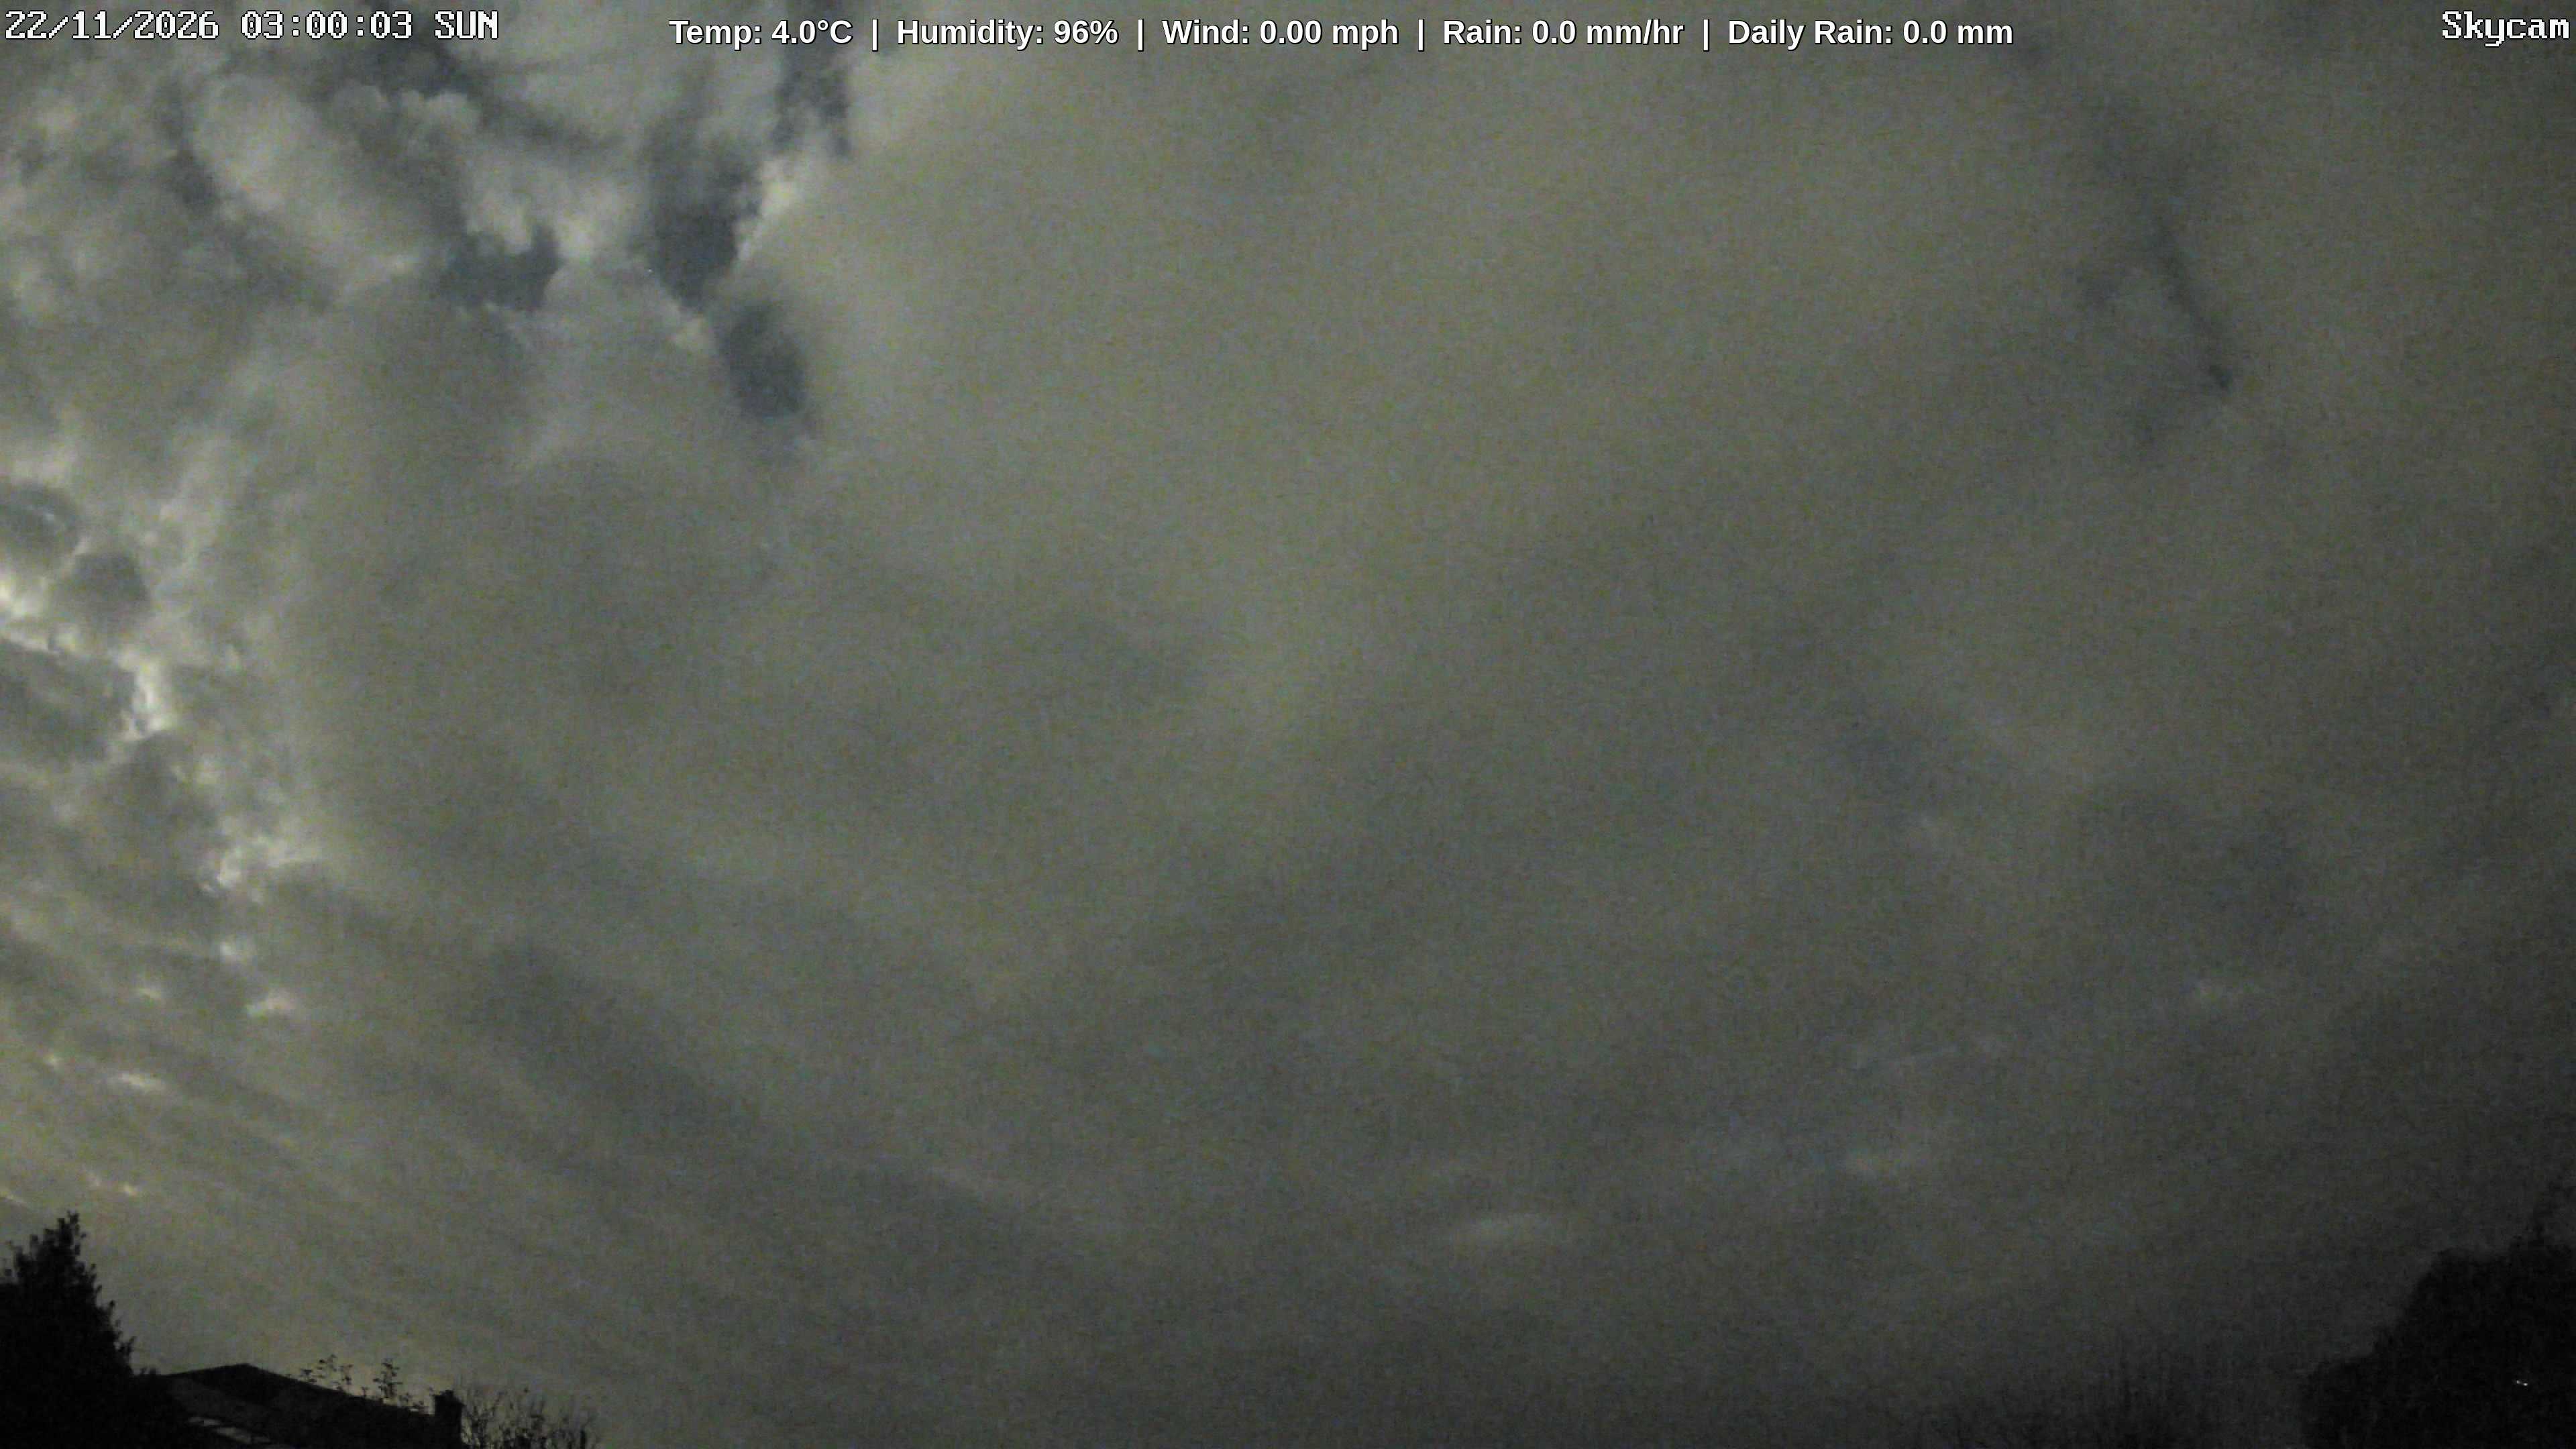 22/11/2026 03:00:03 SUN
Temp: 4.0°C | Humidity: 96% | Wind: 0.00 mph | Rain: 0.0 mm/hr | Daily Rain: 0.0 mm
Skycam